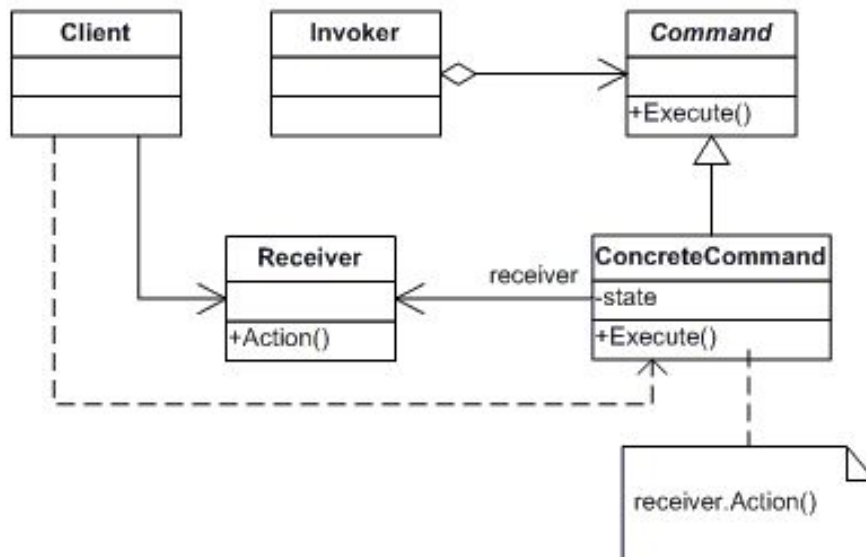 Client
Invoker
Command
+Execute()
Receiver
+Action()
receiver
ConcreteCommand
-state
+Execute()
receiver.Action()